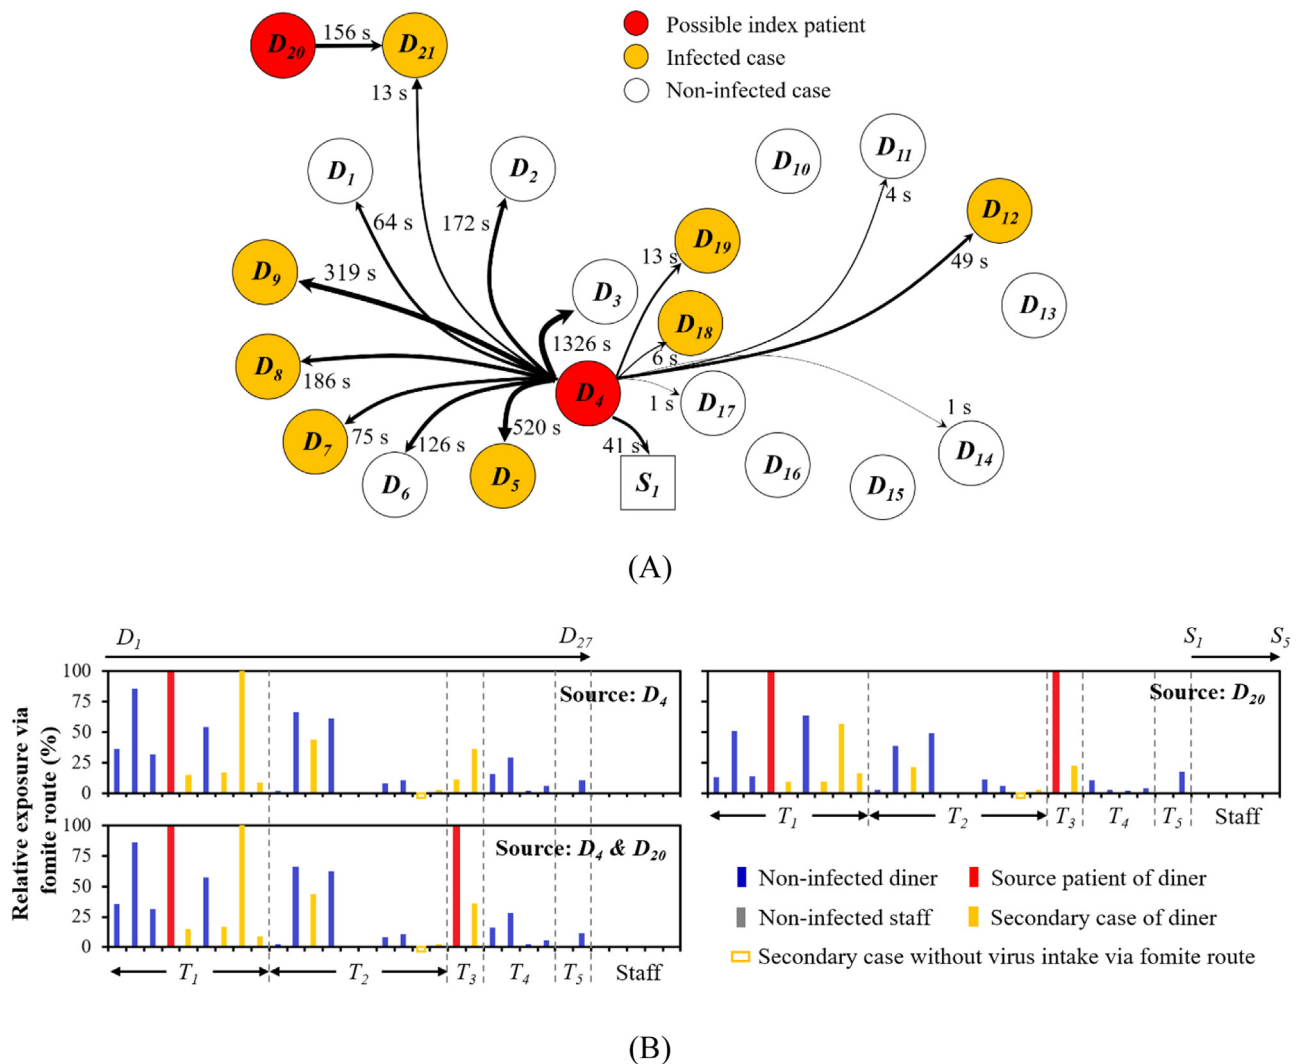 D20
156 s
D21
Possible index patient
Infected case
Non-infected case
13 s
D1
D2
D10
D11
64 s
172 s
4 s
D12
D9
319 s
D3
13 s
D19
49 s
D13
D8
186 s
1326 s
D18
6 s
D4
1 s
D17
1 s
D7
75 s
126 s
520 s
41 s
D14
D6
D5
S1
D16
D15
(A)
D1
D27
S1
S5
Relative exposure via
fomite route (%)
100
75
50
25
0
Source: D4
100
75
50
25
0
Source: D20
T1
T2
T3
T4
T5
Staff
100
75
50
25
0
Source: D4 & D20
T1
T2
T3
T4
T5
Staff
Non-infected diner
Source patient of diner
Non-infected staff
Secondary case of diner
Secondary case without virus intake via fomite route
(B)